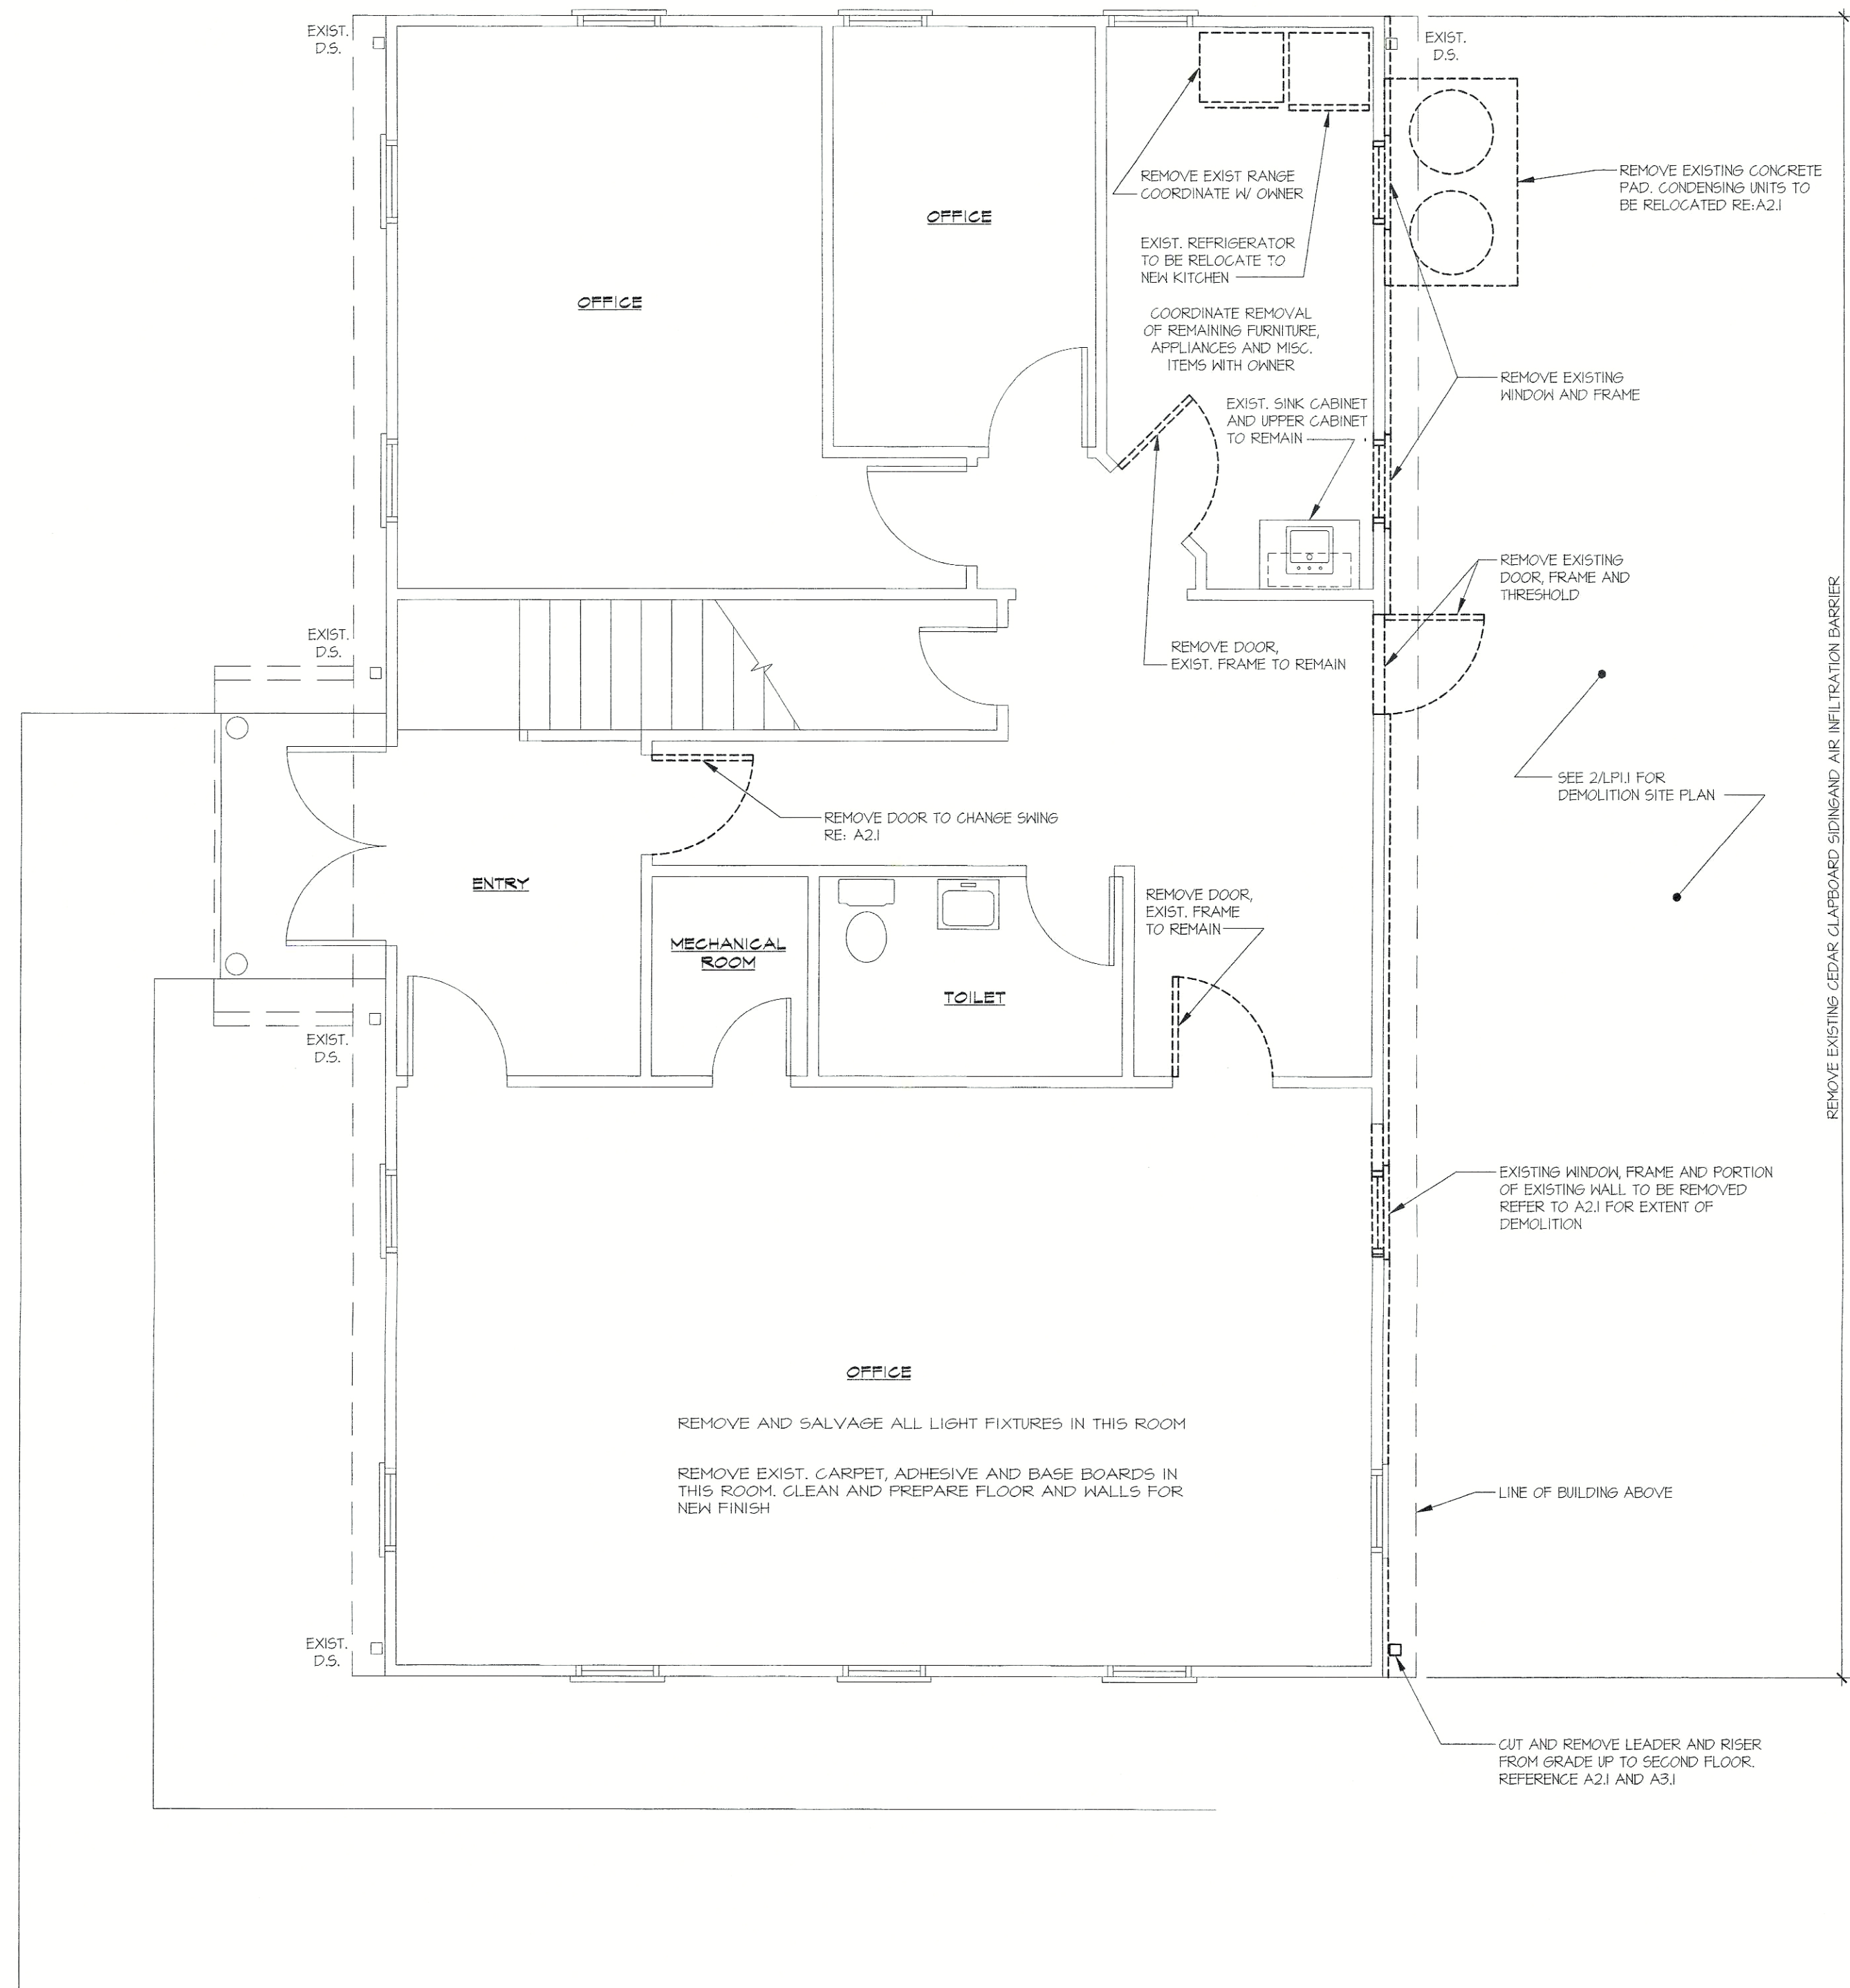 EXIST.
D.S.
EXIST.
D.S.
REMOVE EXIST RANGE
COORDINATE W/ OWNER
REMOVE EXISTING CONCRETE
PAD. CONDENSING UNITS TO
BE RELOCATED RE:A2.1
OFFICE
EXIST. REFRIGERATOR
TO BE RELOCATE TO
NEW KITCHEN
OFFICE
COORDINATE REMOVAL
OF REMAINING FURNITURE,
APPLIANCES AND MISC.
ITEMS WITH OWNER
REMOVE EXISTING
WINDOW AND FRAME
EXIST. SINK CABINET
AND UPPER CABINET
TO REMAIN
REMOVE EXISTING
DOOR, FRAME AND
THRESHOLD
EXIST.
D.S.
REMOVE DOOR,
EXIST. FRAME TO REMAIN
REMOVE EXISTING CEDAR CLAPBOARD SIDINGAND AIR INFILTRATION BARRIER
SEE 2/LP1.1 FOR
DEMOLITION SITE PLAN
REMOVE DOOR TO CHANGE SWING
RE: A2.1
ENTRY
REMOVE DOOR,
EXIST. FRAME
TO REMAIN
MECHANICAL
ROOM
TOILET
EXIST.
D.S.
EXISTING WINDOW, FRAME AND PORTION
OF EXISTING WALL TO BE REMOVED
REFER TO A2.1 FOR EXTENT OF
DEMOLITION
OFFICE
REMOVE AND SALVAGE ALL LIGHT FIXTURES IN THIS ROOM
REMOVE EXIST. CARPET, ADHESIVE AND BASE BOARDS IN
THIS ROOM. CLEAN AND PREPARE FLOOR AND WALLS FOR
NEW FINISH
LINE OF BUILDING ABOVE
EXIST.
D.S.
CUT AND REMOVE LEADER AND RISER
FROM GRADE UP TO SECOND FLOOR.
REFERENCE A2.1 AND A3.1